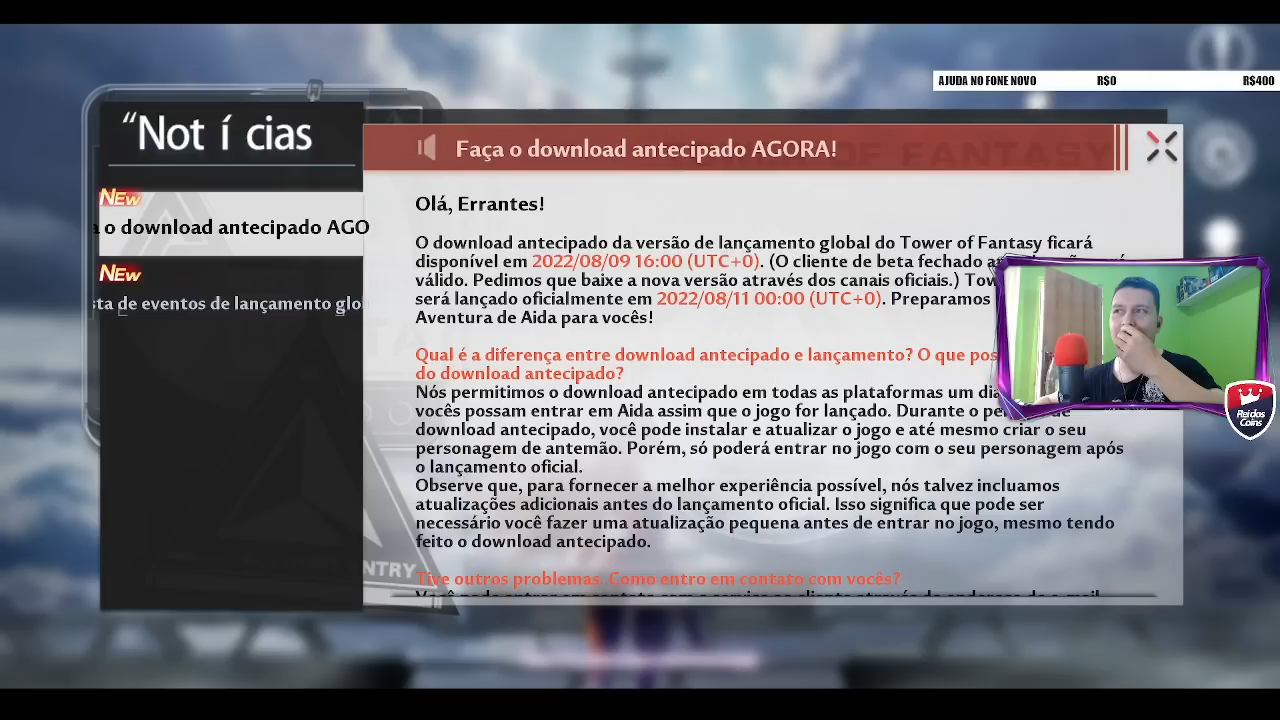 AJUDA NO FONE NOVO R$0 R$400
“Not í cias
Faça o download antecipado AGORA!
NEW
o download antecipado AGO
NEW
de eventos de lançamento
Olá, Errantes!
O download antecipado da versão de lançamento global do Tower of Fantasy ficará
disponível em 2022/08/09 16:00 (UTC+0). (O cliente de beta fechado
válido. Pedimos que baixe a nova versão através dos canais oficiais.)
será lançado oficialmente em 2022/08/11 00:00 (UTC+0). Preparamos
Aventura de Aida para vocês!
Qual é a diferença entre download antecipado e lançamento? O que
do download antecipado?
Nós permitimos o download antecipado em todas as plataformas um
vocês possam entrar em Aida assim que o jogo for lançado. Durante o
download antecipado, você pode instalar e atualizar o jogo e até mesmo criar o seu
personagem de antemão. Porém, só poderá entrar no jogo com o seu personagem após
o lançamento oficial.
Observe que, para fornecer a melhor experiência possível, nós talvez incluamos
atualizações adicionais antes do lançamento oficial. Isso significa que pode ser
necessário você fazer uma atualização pequena antes de entrar no jogo, mesmo tendo
feito o download antecipado.
Tive outros problemas. Como entro em contato com vocês?
OF FANTASY
Rei dos
Coins